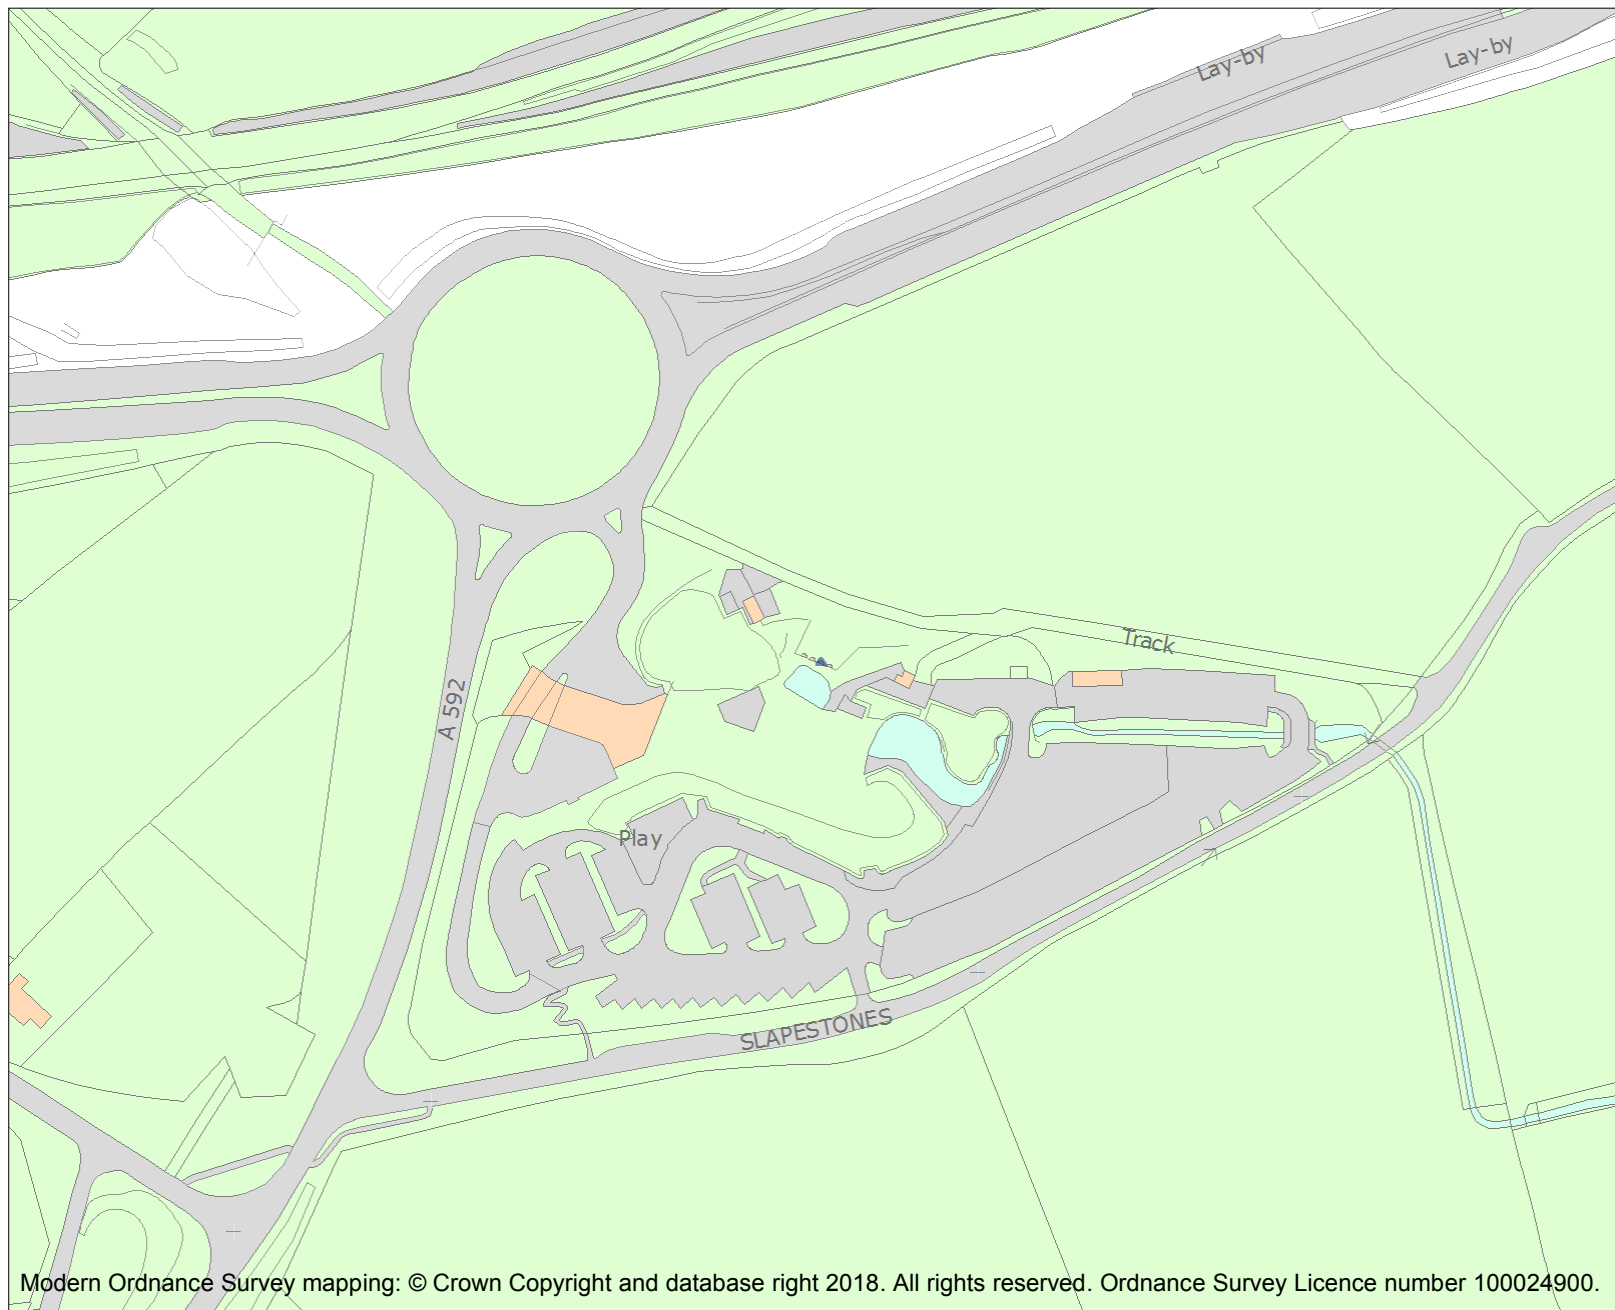 Lay-by
Lay-by
Track
A 592
Play
SLAPESTONES
Modern Ordnance Survey mapping: © Crown Copyright and database right 2018. All rights reserved. Ordnance Survey Licence number 100024900.